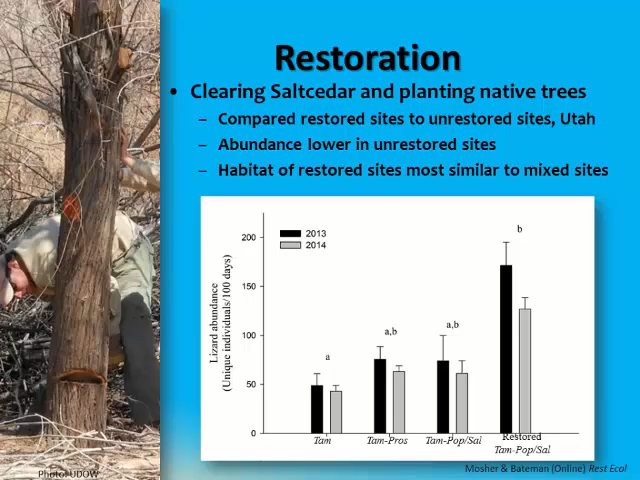 Restoration
• Clearing Saltcedar and planting native trees
– Compared restored sites to unrestored sites, Utah
– Abundance lower in unrestored sites
– Habitat of restored sites most similar to mixed sites
2013
2014
Lizard abundance
(Unique individuals/100 days)
200
150
100
50
0
a
a,b
a,b
b
Tam
Tam-Pros
Tam-Pop/Sal
Restored
Tam-Pop/Sal
Photo: UDOW
Mosher & Bateman (Online) Rest Ecol